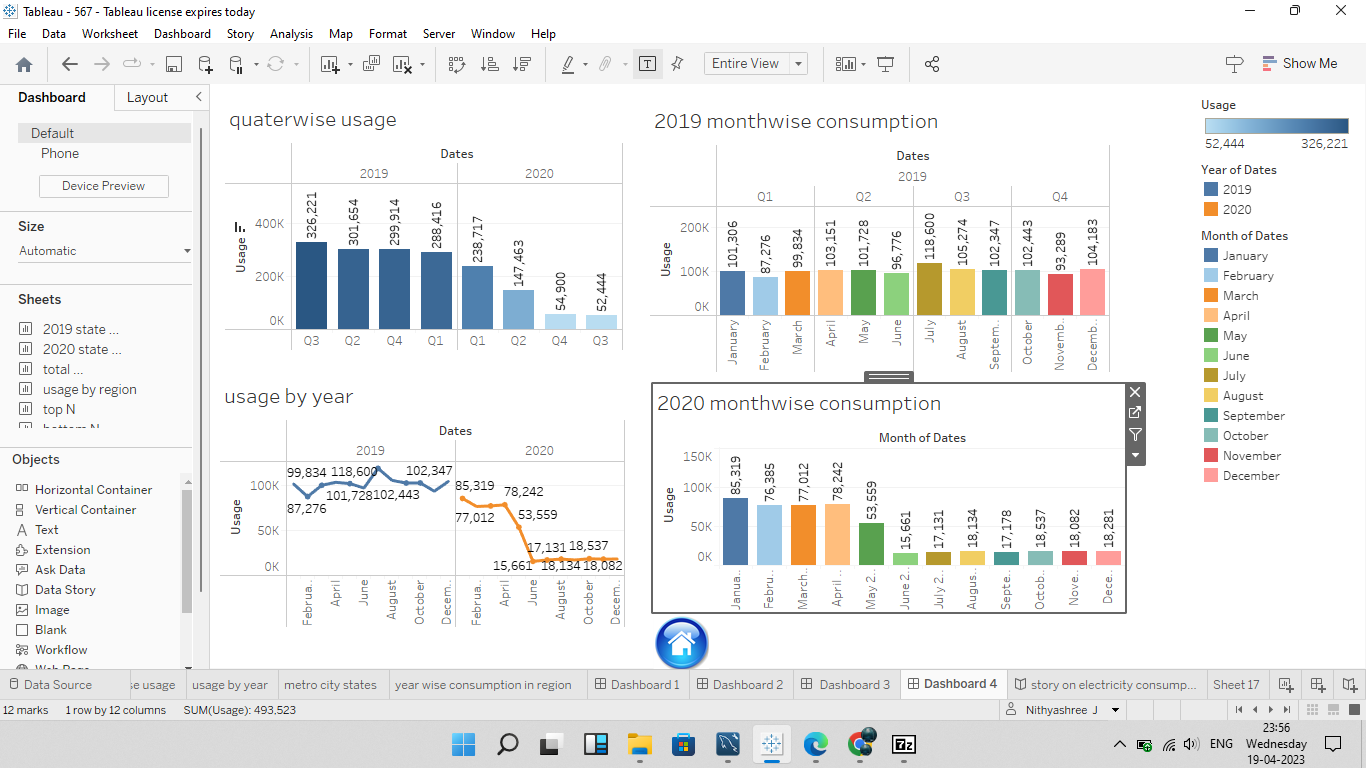 Tableau - 567 - Tableau license expires today
File Data Worksheet Dashboard Story Analysis Map Format Server Window Help
Entire View
Show Me
Dashboard Layout
Default
Phone
Device Preview
Size
Automatic
Sheets
2019 state ...
2020 state ...
total ...
usage by region
top N
bottom N
Objects
Horizontal Container
Vertical Container
Text
Extension
Ask Data
Data Story
Image
Blank
Workflow
Web Page
quaterwise usage
Dates
2019 2020
Usage
400K
200K
0K
326,221 301,654 299,914 288,416 238,717 147,463 54,900 52,444
Q3 Q2 Q4 Q1 Q1 Q2 Q4 Q3
2019 monthwise consumption
Dates
2019
Q1 Q2 Q3 Q4
Usage
200K
100K
0K
101,306 87,276 99,834 103,151 101,728 96,776 118,600 105,274 102,347 102,443 93,289 104,183
January February March April May June July August Septem.. October Novemb.. Decemb..
usage by year
Dates
2019 2020
Usage
100K
50K
0K
99,834 118,600 102,347
87,276 101,728 102,443
85,319 78,242
77,012 53,559
17,131 18,537
15,661 18,134 18,082
Februa.. April June August October Decem.. Februa.. April June August October Decem..
2020 monthwise consumption
Month of Dates
Usage
150K
100K
50K
0K
85,319 76,385 77,012 78,242 53,559 15,661 17,131 18,134 17,178 18,537 18,082 18,281
Janua.. Febru.. March.. April .. May 2.. June 2.. July 2.. Augus.. Septe.. Octob.. Nove.. Dece..
Usage
52,444 326,221
Year of Dates
2019
2020
Month of Dates
January
February
March
April
May
June
July
August
September
October
November
December
Data Source se usage usage by year metro city states year wise consumption in region Dashboard 1 Dashboard 2 Dashboard 3 Dashboard 4 story on electricity consump... Sheet 17
12 marks 1 row by 12 columns SUM(Usage): 493,523
Nithyashree J
7z
ENG
23:56
Wednesday
19-04-2023